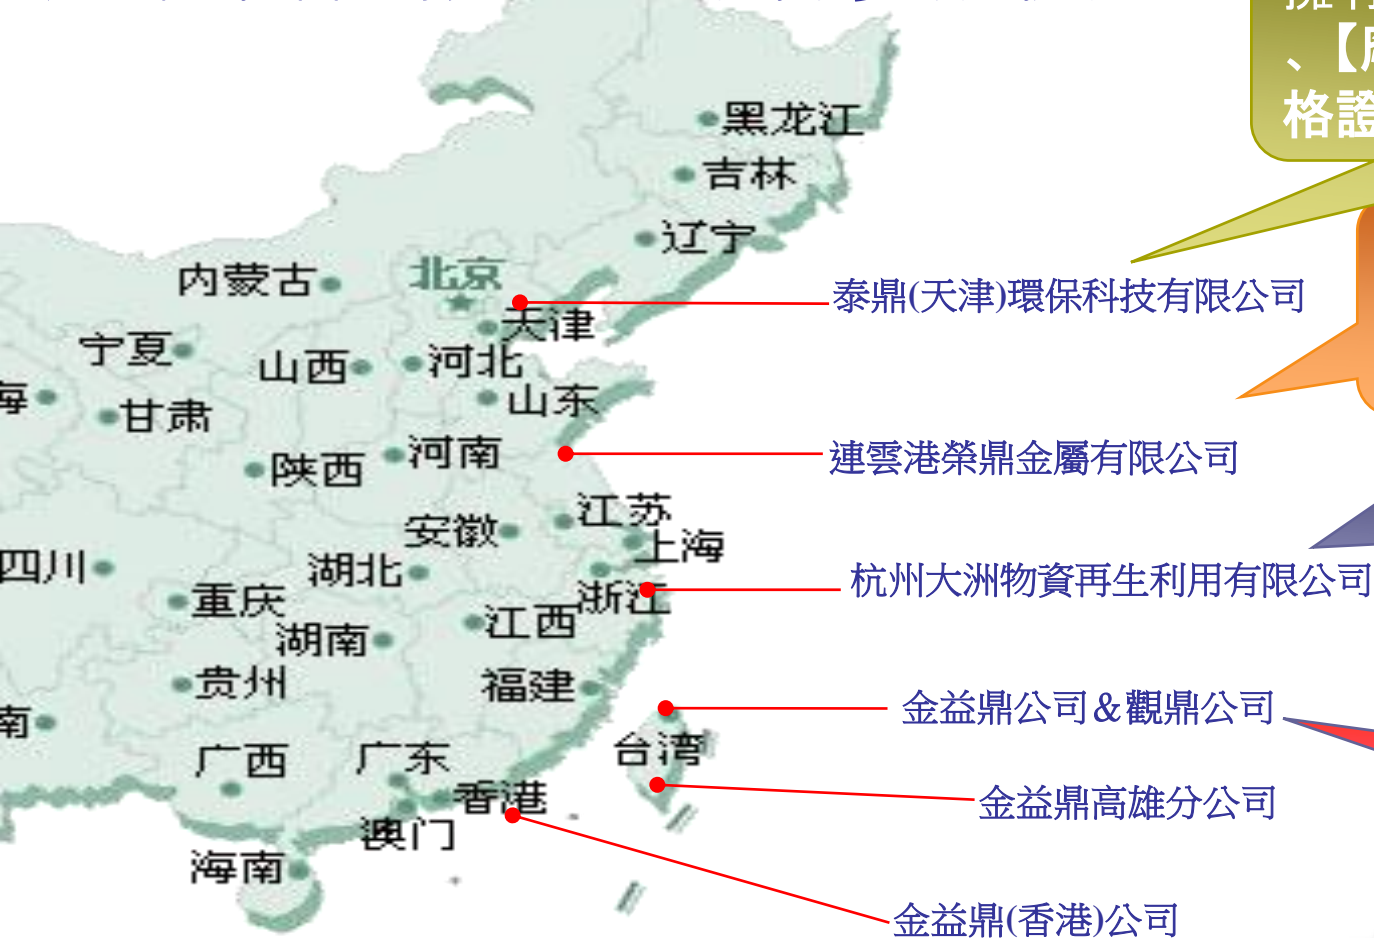 、【
格證
黑龙江
吉林
辽宁
内蒙古
北京
泰鼎(天津)環保科技有限公司
天津
宁夏
山西
河北
山东
甘肃
河南
連雲港榮鼎金屬有限公司
陕西
江苏
安徽
上海
四川
湖北
杭州大洲物資再生利用有限公司
重庆
浙江
江西
湖南
贵州
福建
金益鼎公司＆觀鼎公司
南
台湾
广西
广东
香港
金益鼎高雄分公司
澳门
海南
金益鼎(香港)公司